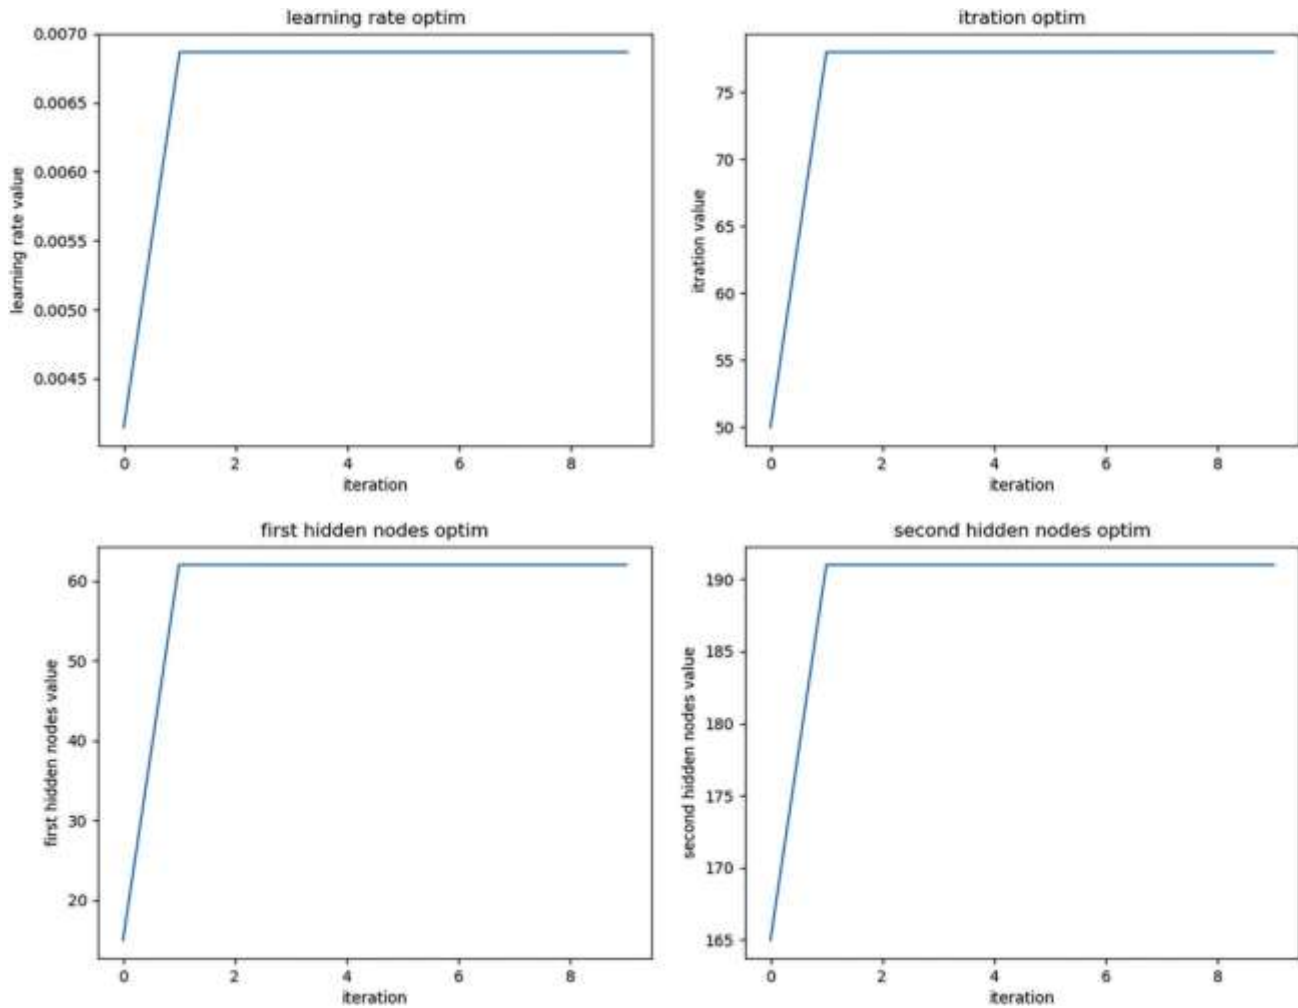 learning rate optim
0.0070
0.0065
0.0060
0.0055
0.0050
0.0045
learning rate value
0 2 4 6 8
iteration
itration optim
75
70
65
60
55
50
itration value
0 2 4 6 8
iteration
first hidden nodes optim
60
50
40
30
20
first hidden nodes value
0 2 4 6 8
iteration
second hidden nodes optim
190
185
180
175
170
165
second hidden nodes value
0 2 4 6 8
iteration